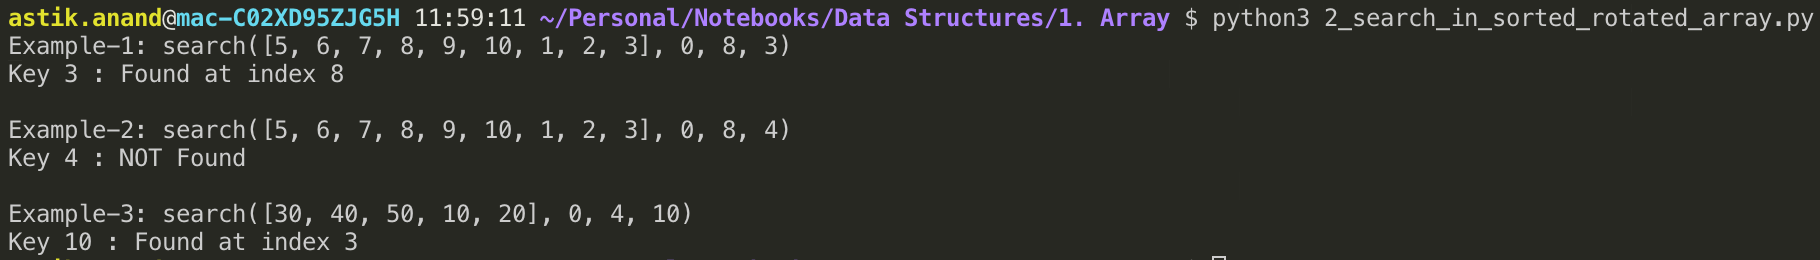 astik.anand@mac-C02XD95ZJG5H 11:59:11 ~/Personal/Notebooks/Data Structures/1. Array $ python3 2_search_in_sorted_rotated_array.py
Example-1: search([5, 6, 7, 8, 9, 10, 1, 2, 3], 0, 8, 3)
Key 3 : Found at index 8
Example-2: search([5, 6, 7, 8, 9, 10, 1, 2, 3], 0, 8, 4)
Key 4 : NOT Found
Example-3: search([30, 40, 50, 10, 20], 0, 4, 10)
Key 10 : Found at index 3